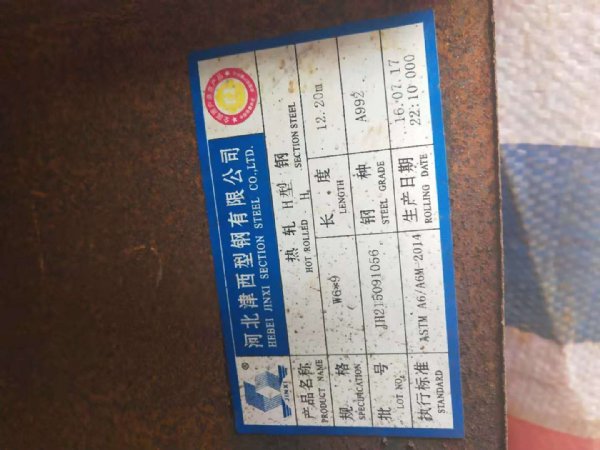 河北津西型钢有限公司
HEBEI JINXI SECTION STEEL CO.,LTD.
JINXI
®
产品名称 热轧 H 型 钢
PRODUCT NAME HOT ROLLED H SECTION STEEL
规 格 W6*9 长 度 12.20m
SPECIFICATION LENGTH
批 号 JH215091056 钢 种 A992
LOT NO. STEEL GRADE
执行标准 ASTM A6/A6M-2014 生产日期 16.07.17
STANDARD ROLLING DATE 22:10 000